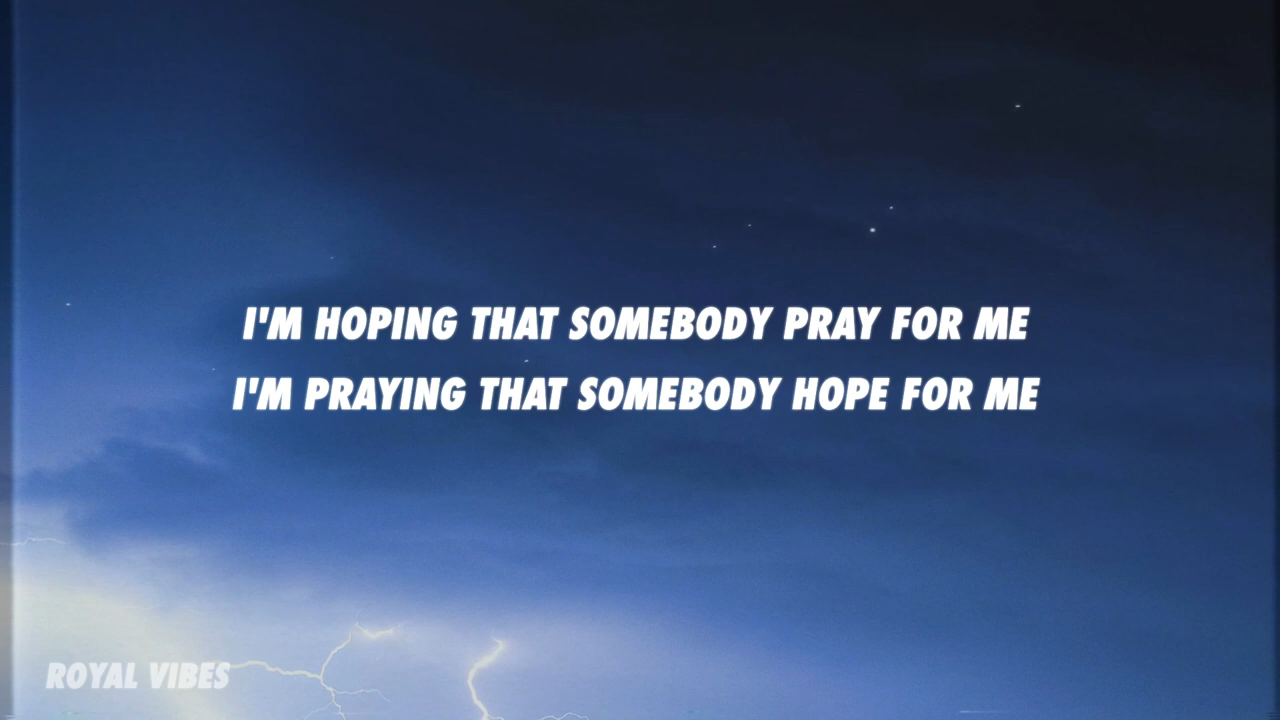 I'M HOPING THAT SOMEBODY PRAY FOR ME
I'M PRAYING THAT SOMEBODY HOPE FOR ME
ROYAL VIBES